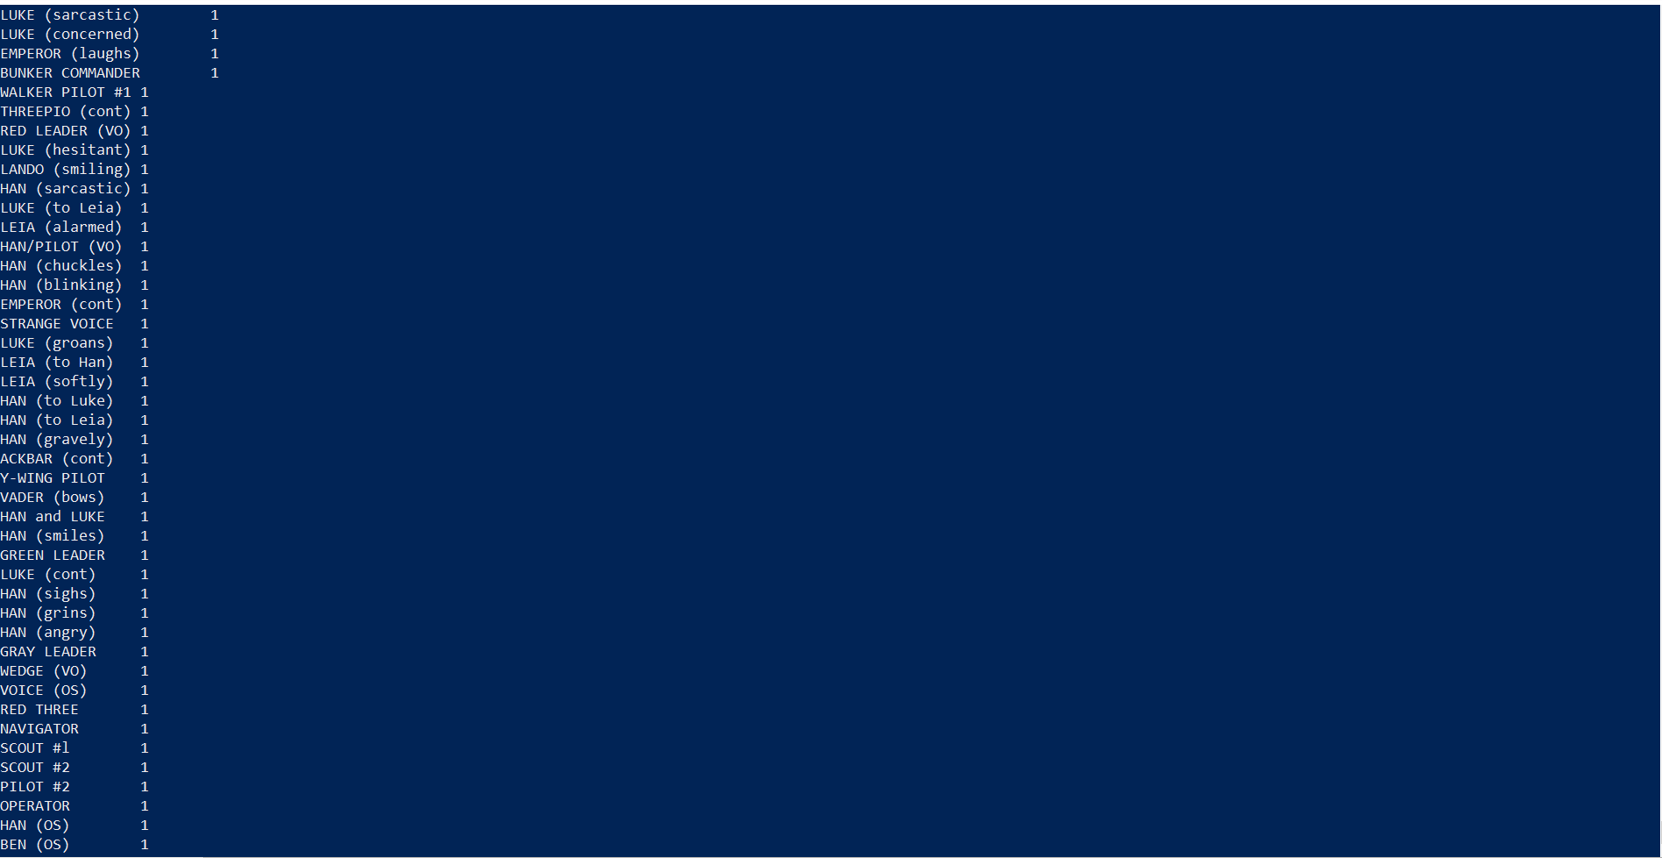 LUKE (sarcastic) 1
LUKE (concerned) 1
EMPEROR (laughs) 1
BUNKER COMMANDER 1
WALKER PILOT #1 1
THREEPIO (cont) 1
RED LEADER (VO) 1
LUKE (hesitant) 1
LANDO (smiling) 1
HAN (sarcastic) 1
LUKE (to Leia) 1
LEIA (alarmed) 1
HAN/PILOT (VO) 1
HAN (chuckles) 1
HAN (blinking) 1
EMPEROR (cont) 1
STRANGE VOICE 1
LUKE (groans) 1
LEIA (to Han) 1
LEIA (softly) 1
HAN (to Luke) 1
HAN (to Leia) 1
HAN (gravely) 1
ACKBAR (cont) 1
Y-WING PILOT 1
VADER (bows) 1
HAN and LUKE 1
HAN (smiles) 1
GREEN LEADER 1
LUKE (cont) 1
HAN (sighs) 1
HAN (grins) 1
HAN (angry) 1
GRAY LEADER 1
WEDGE (VO) 1
VOICE (OS) 1
RED THREE 1
NAVIGATOR 1
SCOUT #l 1
SCOUT #2 1
PILOT #2 1
OPERATOR 1
HAN (OS) 1
BEN (OS) 1